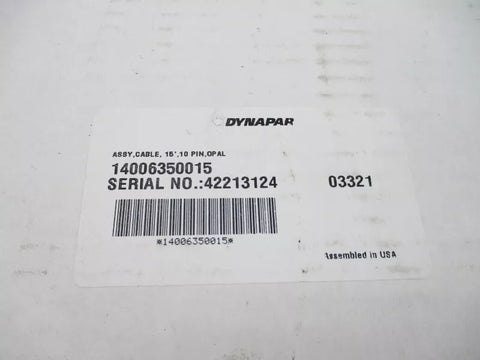 DYNAPAR
ASSY,CABLE, 15',10 PIN,OPAL
14006350015
SERIAL NO.:42213124 03321
*14006350015*
Assembled in USA